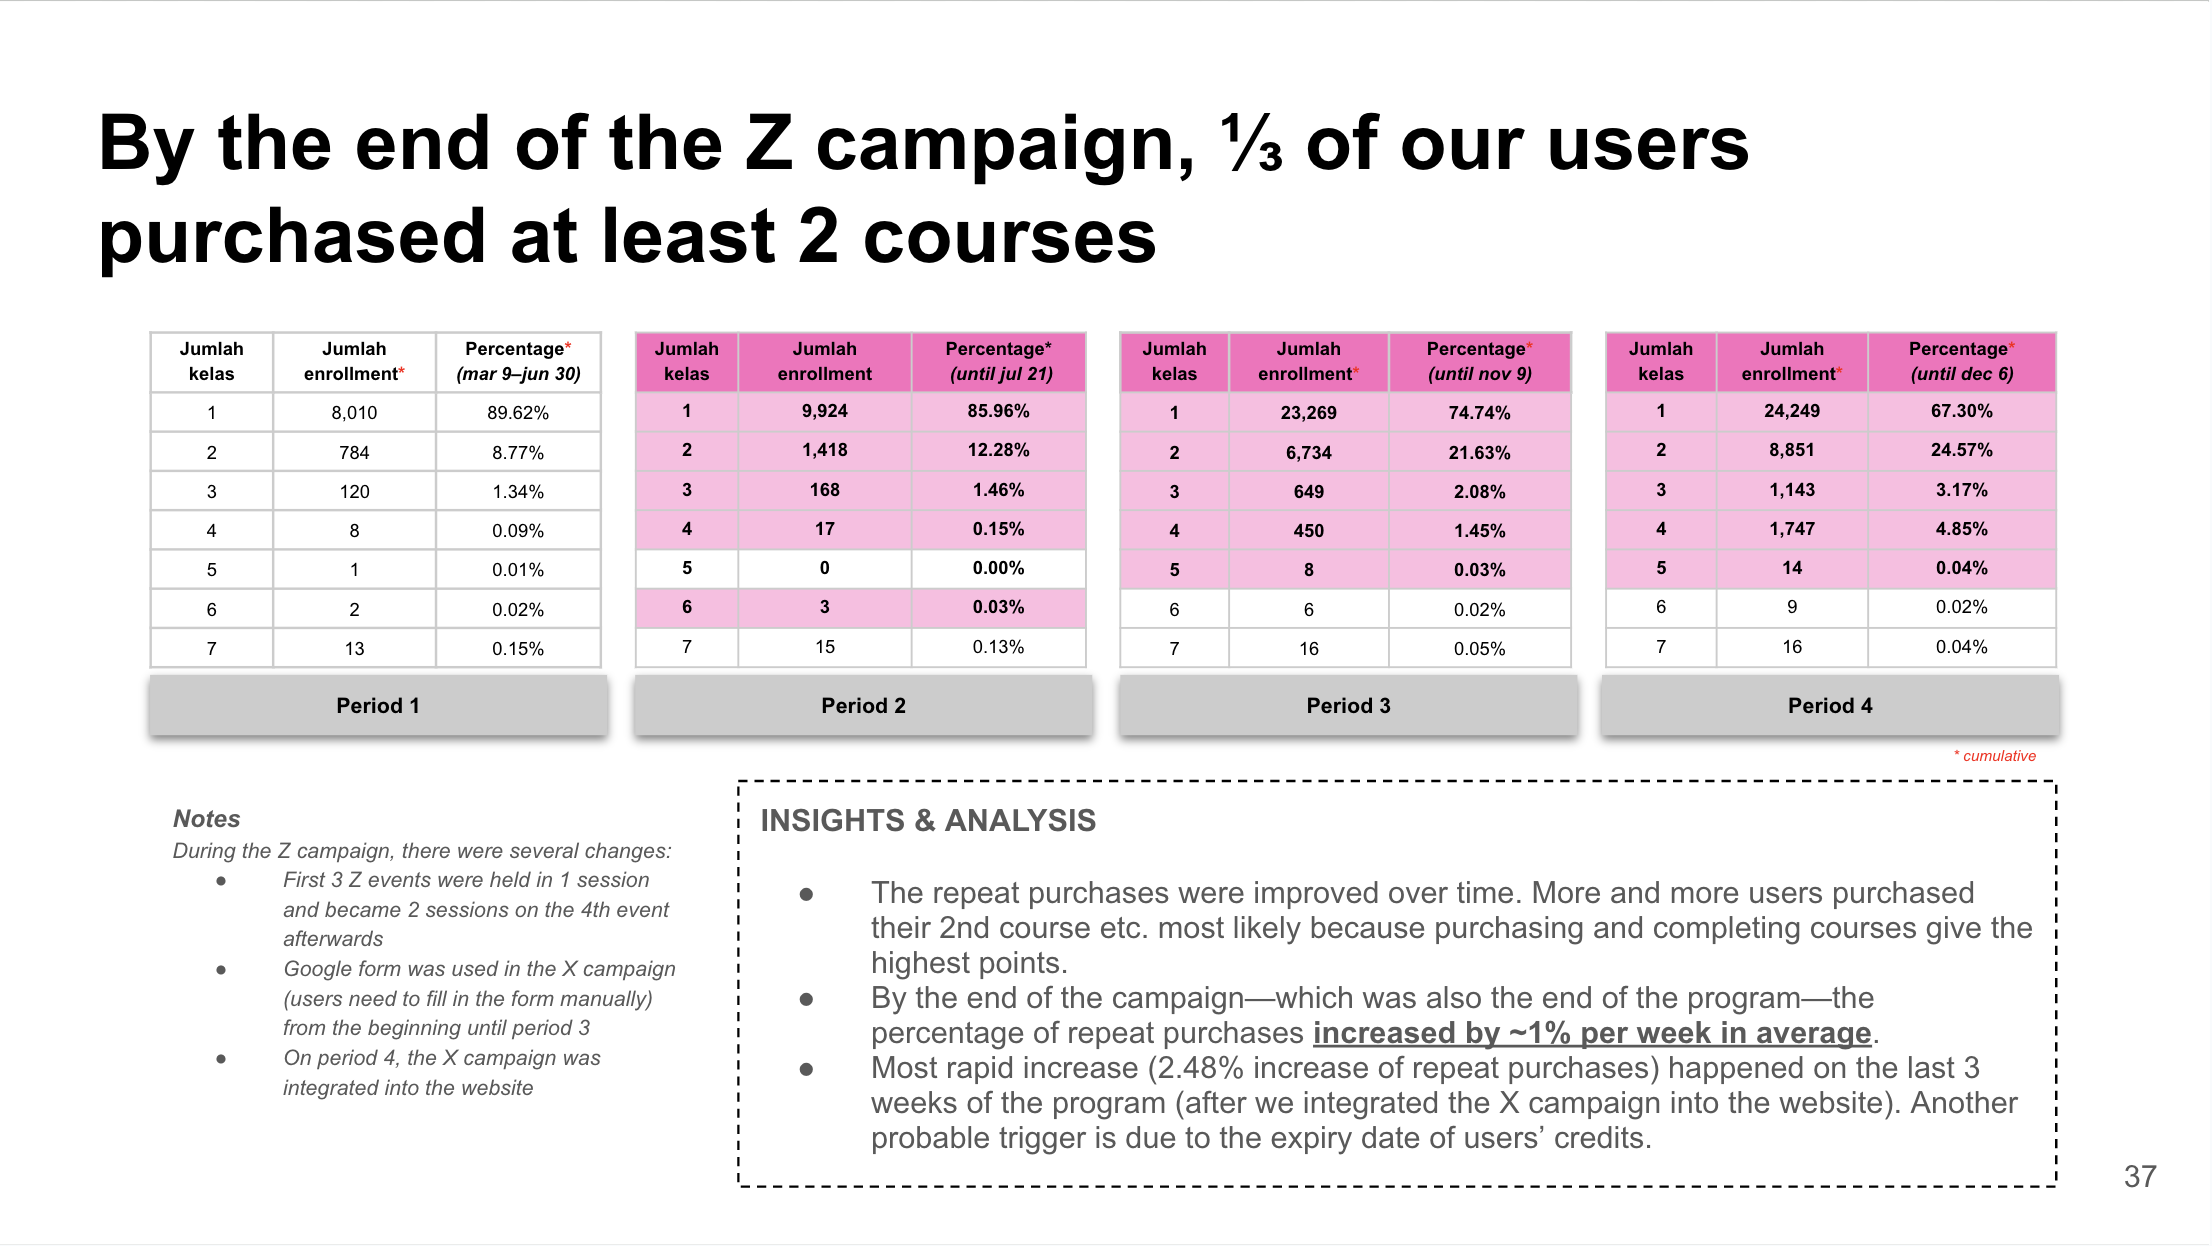 By the end of the Z campaign, ⅓ of our users
purchased at least 2 courses
Jumlah kelas Jumlah enrollment* Percentage* (mar 9–jun 30)
1 8,010 89.62%
2 784 8.77%
3 120 1.34%
4 8 0.09%
5 1 0.01%
6 2 0.02%
7 13 0.15%
Period 1
Jumlah kelas Jumlah enrollment Percentage* (until jul 21)
1 9,924 85.96%
2 1,418 12.28%
3 168 1.46%
4 17 0.15%
5 0 0.00%
6 3 0.03%
7 15 0.13%
Period 2
Jumlah kelas Jumlah enrollment* Percentage* (until nov 9)
1 23,269 74.74%
2 6,734 21.63%
3 649 2.08%
4 450 1.45%
5 8 0.03%
6 6 0.02%
7 16 0.05%
Period 3
Jumlah kelas Jumlah enrollment* Percentage* (until dec 6)
1 24,249 67.30%
2 8,851 24.57%
3 1,143 3.17%
4 1,747 4.85%
5 14 0.04%
6 9 0.02%
7 16 0.04%
Period 4
* cumulative
Notes
During the Z campaign, there were several changes:
● First 3 Z events were held in 1 session
and became 2 sessions on the 4th event
afterwards
● Google form was used in the X campaign
(users need to fill in the form manually)
from the beginning until period 3
● On period 4, the X campaign was
integrated into the website
INSIGHTS & ANALYSIS
● The repeat purchases were improved over time. More and more users purchased
their 2nd course etc. most likely because purchasing and completing courses give the
highest points.
● By the end of the campaign—which was also the end of the program—the
percentage of repeat purchases increased by ~1% per week in average.
● Most rapid increase (2.48% increase of repeat purchases) happened on the last 3
weeks of the program (after we integrated the X campaign into the website). Another
probable trigger is due to the expiry date of users’ credits.
37